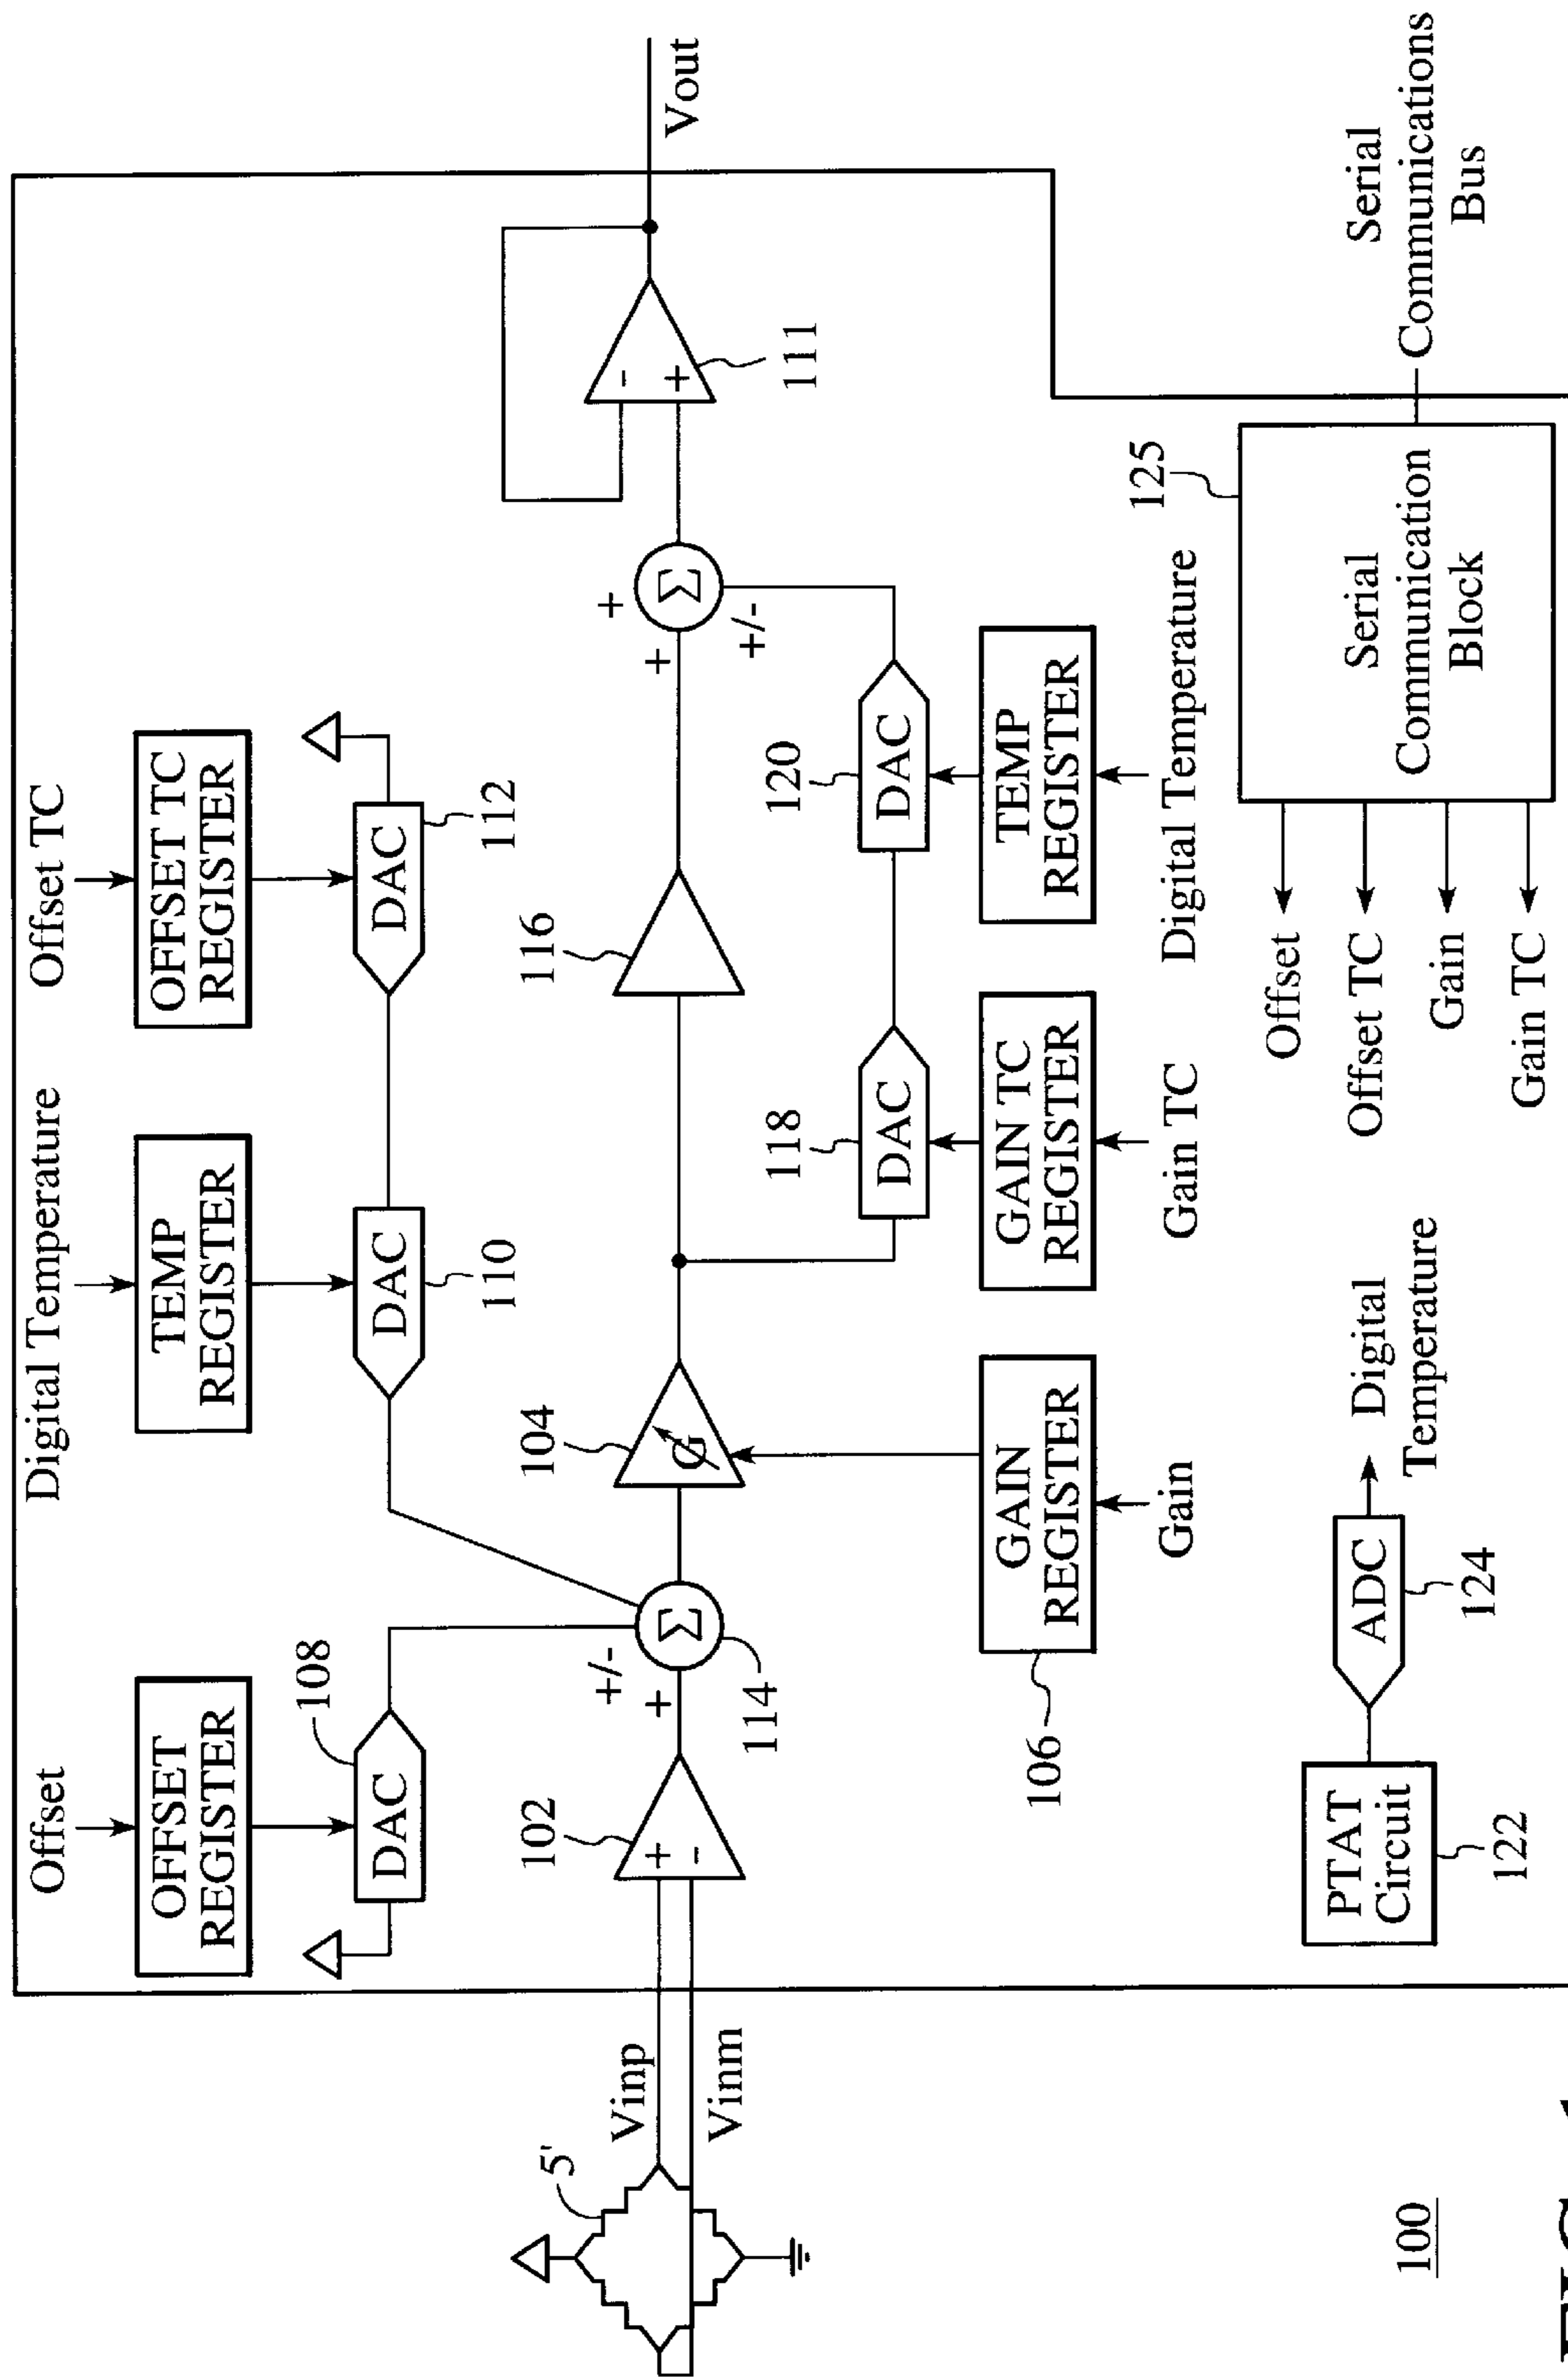 Offset
Digital Temperature
Offset TC
OFFSET
REGISTER
TEMP
REGISTER
OFFSET TC
REGISTER
108
DAC
DAC
110
DAC
112
5'
Vinp
Vinm
102
+
-
+
+/-
Σ
114
104
G
116
+
+
+/-
Σ
-
+
111
Vout
118
DAC
120
DAC
GAIN
REGISTER
106
Gain
GAIN TC
REGISTER
Gain TC
TEMP
REGISTER
Digital Temperature
PTAT
Circuit
122
ADC
124
Digital
Temperature
Offset
Offset TC
Gain
Gain TC
125
Serial
Communication
Block
Serial
Communications
Bus
100